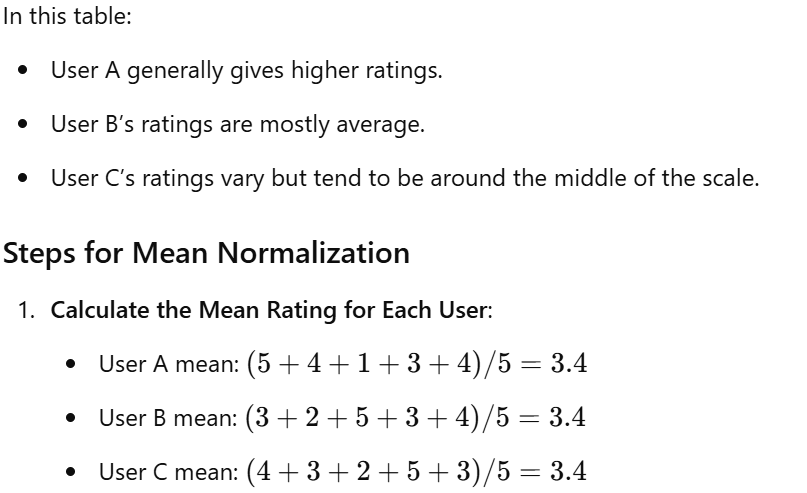 In this table:
• User A generally gives higher ratings.
• User B's ratings are mostly average.
• User C's ratings vary but tend to be around the middle of the scale.
Steps for Mean Normalization
1. Calculate the Mean Rating for Each User:
• User A mean: (5 + 4 + 1 + 3 + 4)/5 = 3.4
• User B mean: (3 + 2 + 5 + 3 + 4)/5 = 3.4
• User C mean: (4 + 3 + 2 + 5 + 3)/5 = 3.4